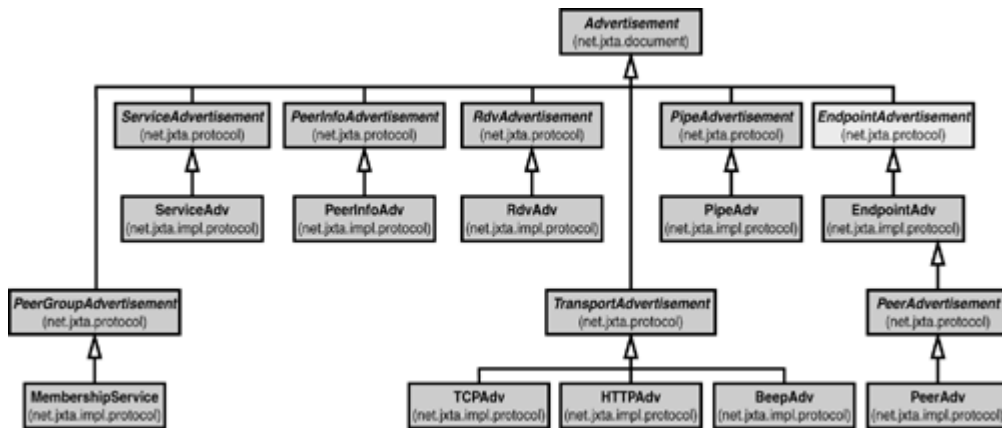 Advertisement
(net.jxta.document)
ServiceAdvertisement
(net.jxta.protocol)
PeerInfoAdvertisement
(net.jxta.protocol)
RdvAdvertisement
(net.jxta.protocol)
PipeAdvertisement
(net.jxta.protocol)
EndpointAdvertisement
(net.jxta.protocol)
ServiceAdv
(net.jxta.impl.protocol)
PeerInfoAdv
(net.jxta.impl.protocol)
RdvAdv
(net.jxta.impl.protocol)
PipeAdv
(net.jxta.impl.protocol)
EndpointAdv
(net.jxta.impl.protocol)
PeerGroupAdvertisement
(net.jxta.protocol)
TransportAdvertisement
(net.jxta.protocol)
PeerAdvertisement
(net.jxta.protocol)
MembershipService
(net.jxta.impl.protocol)
TCPAdv
(net.jxta.impl.protocol)
HTTPAdv
(net.jxta.impl.protocol)
BeepAdv
(net.jxta.impl.protocol)
PeerAdv
(net.jxta.impl.protocol)